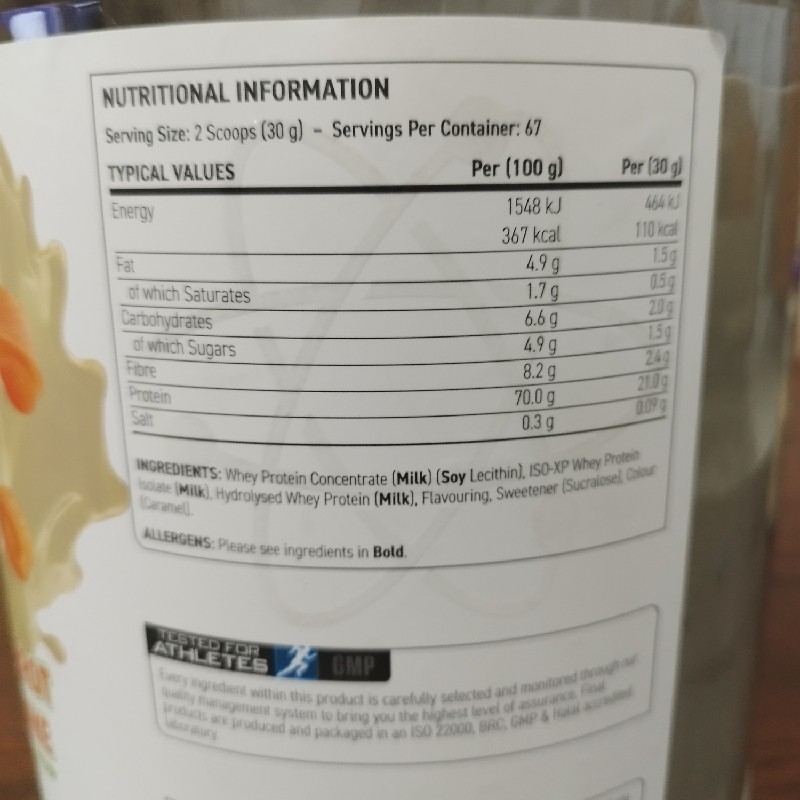 NUTRITIONAL INFORMATION
Serving Size: 2 Scoops (30 g) - Servings Per Container: 67
TYPICAL VALUES Per (100 g) Per (30 g)
Energy 1548 kJ 464 kJ
367 kcal 110 kcal
Fat 4.9 g 1.5 g
of which Saturates 1.7 g 0.5 g
Carbohydrates 6.6 g 2.0 g
of which Sugars 4.9 g 1.5 g
Fibre 8.2 g 2.4 g
Protein 70.0 g 21.0 g
Salt 0.3 g 0.09 g
INGREDIENTS: Whey Protein Concentrate (Milk) (Soy Lecithin), ISO-XP Whey Protein
Isolate (Milk), Hydrolysed Whey Protein (Milk), Flavouring, Sweetener (Sucralose), Colour
(Caramel).
ALLERGENS: Please see ingredients in Bold.
TESTED FOR
ATHLETES GMP
Every ingredient within this product is carefully selected and monitored through our
quality management system to bring you the highest level of assurance. Final
products are produced and packaged in an ISO 22000, BRC, GMP & Halal accredited
laboratory.